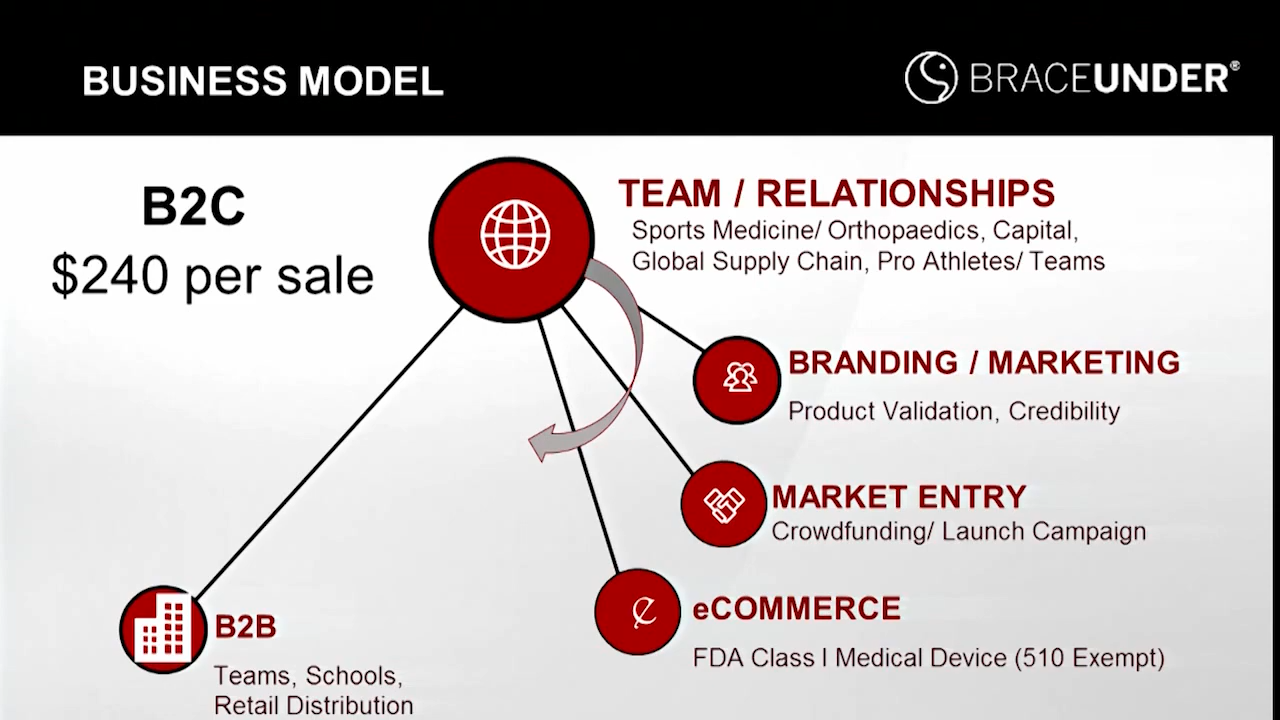 BUSINESS MODEL
BRACEUNDER®
B2C
$240 per sale
TEAM / RELATIONSHIPS
Sports Medicine/ Orthopaedics, Capital,
Global Supply Chain, Pro Athletes/ Teams
BRANDING / MARKETING
Product Validation, Credibility
MARKET ENTRY
Crowdfunding/ Launch Campaign
eCOMMERCE
FDA Class I Medical Device (510 Exempt)
B2B
Teams, Schools,
Retail Distribution